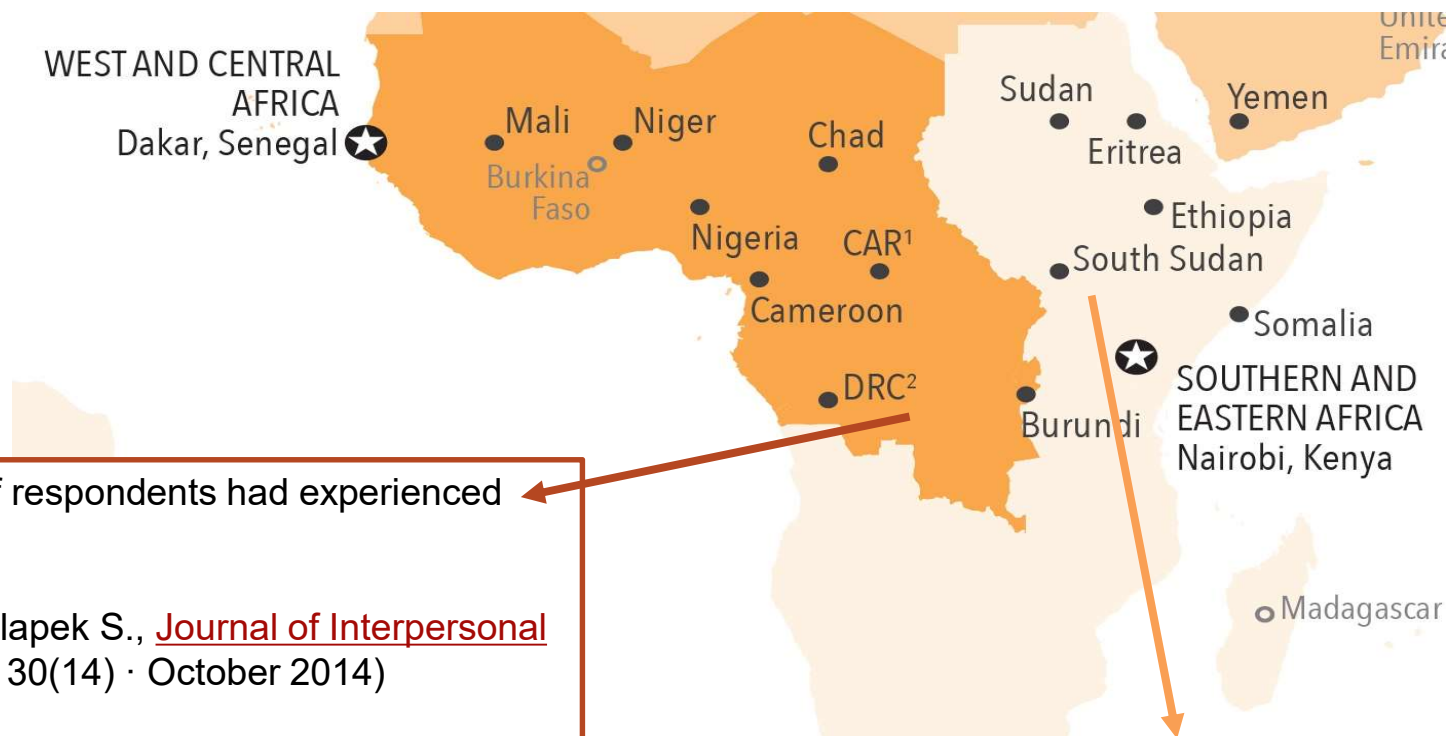 WEST AND CENTRAL
AFRICA
Dakar, Senegal
Mali
Niger
Burkina
Faso
Chad
Nigeria
CAR¹
Cameroon
DRC²
Sudan
Eritrea
Yemen
Ethiopia
South Sudan
Somalia
SOUTHERN AND
EASTERN AFRICA
Nairobi, Kenya
Burundi
Madagascar
respondents had experienced
lapek S., Journal of Interpersonal
30(14) · October 2014)